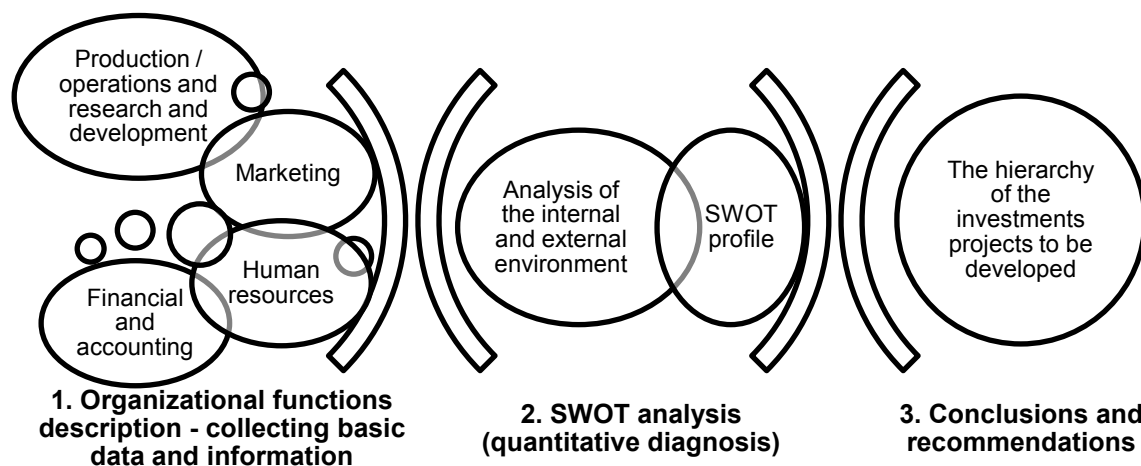 Production /
operations and
research and
development
Marketing
Human
resources
Financial
and
accounting
1. Organizational functions
description - collecting basic
data and information
Analysis of
the internal
and external
environment
SWOT
profile
2. SWOT analysis
(quantitative diagnosis)
The hierarchy
of the
investments
projects to be
developed
3. Conclusions and
recommendations